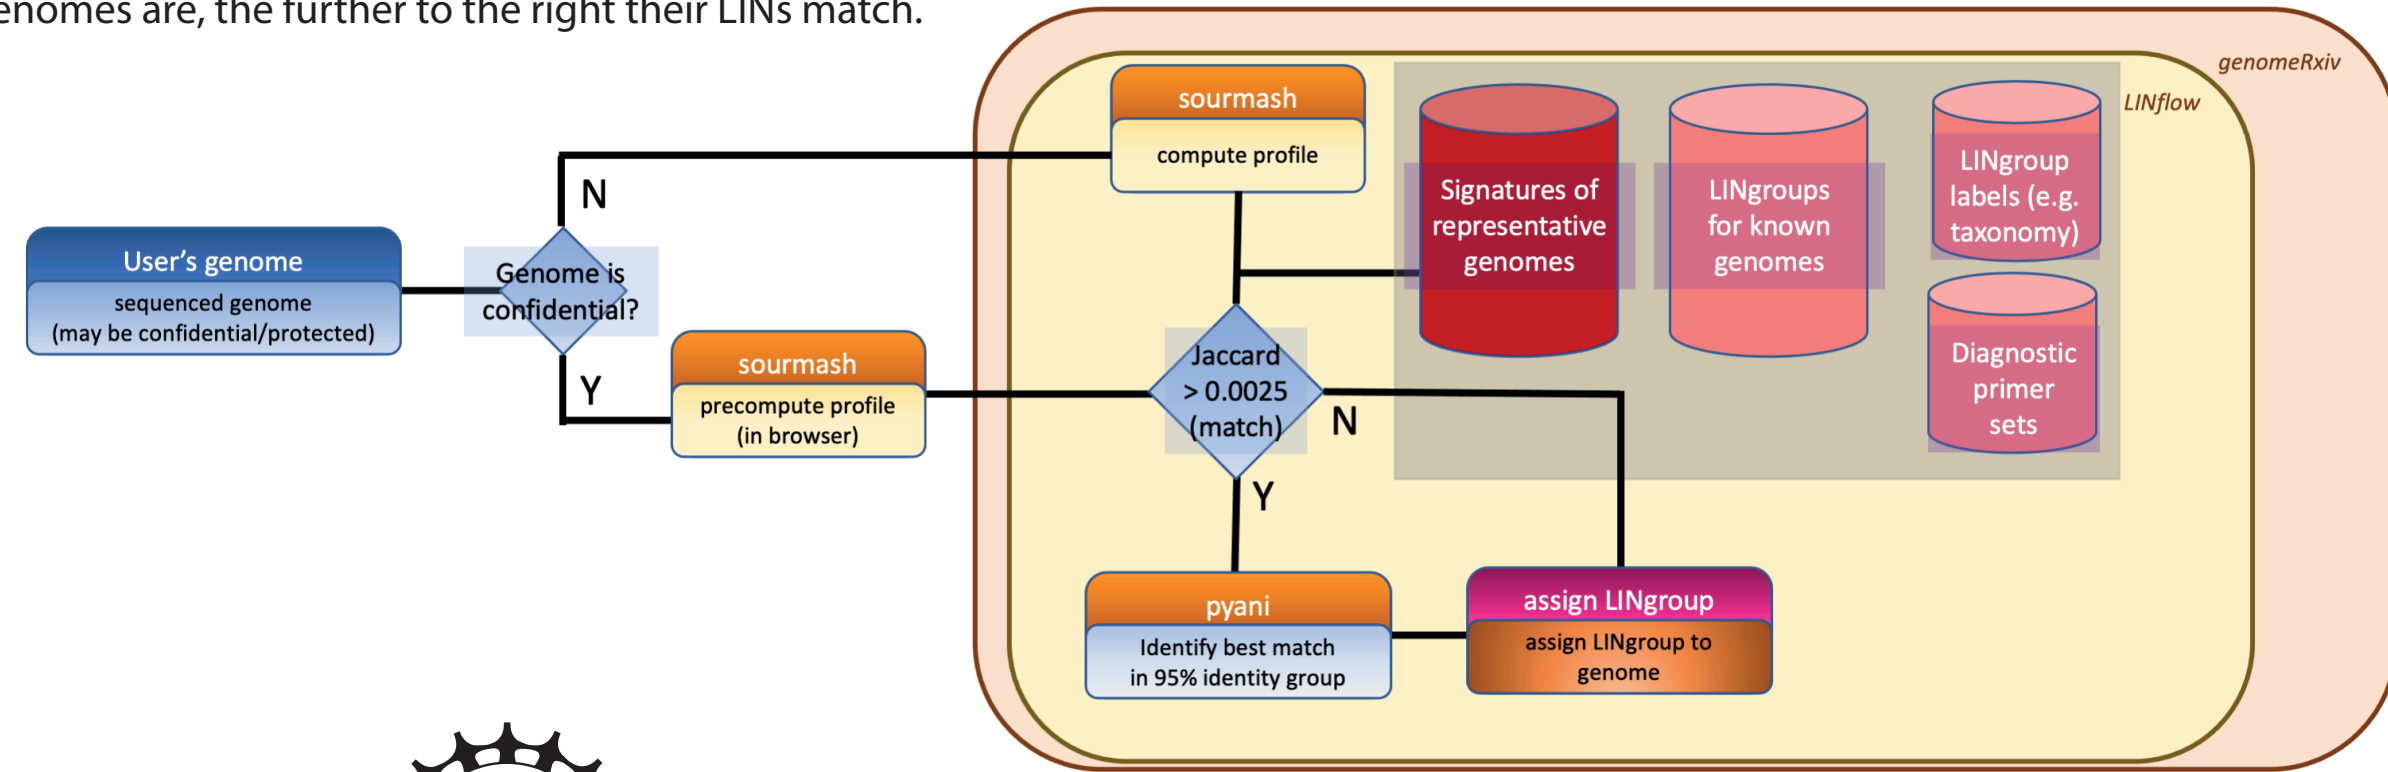 enomes are, the further to the right their LINs match.
genomeRxiv
LINflow
sourmash
compute profile
Signatures of
representative
genomes
LINgroups
for known
genomes
LINgroup
labels (e.g.
taxonomy)
Diagnostic
primer
sets
N
User's genome
sequenced genome
(may be confidential/protected)
Genome is
confidential?
Y
sourmash
precompute profile
(in browser)
Jaccard
> 0.0025
(match)
N
Y
pyani
Identify best match
in 95% identity group
assign LINgroup
assign LINgroup to
genome